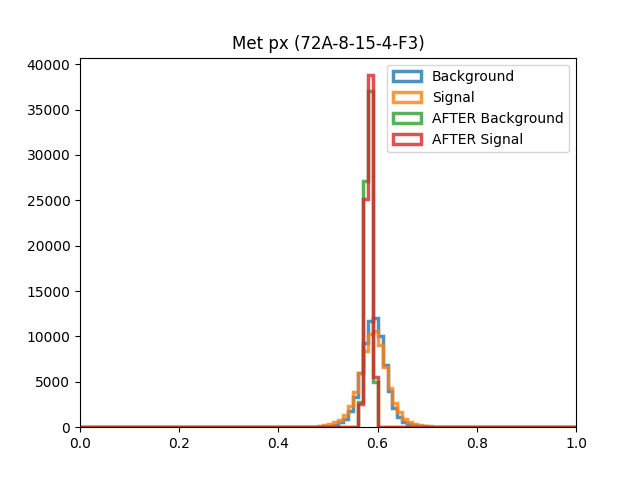 Met px (72A-8-15-4-F3)
40000
35000
30000
25000
20000
15000
10000
5000
0
0.0 0.2 0.4 0.6 0.8 1.0
Background
Signal
AFTER Background
AFTER Signal